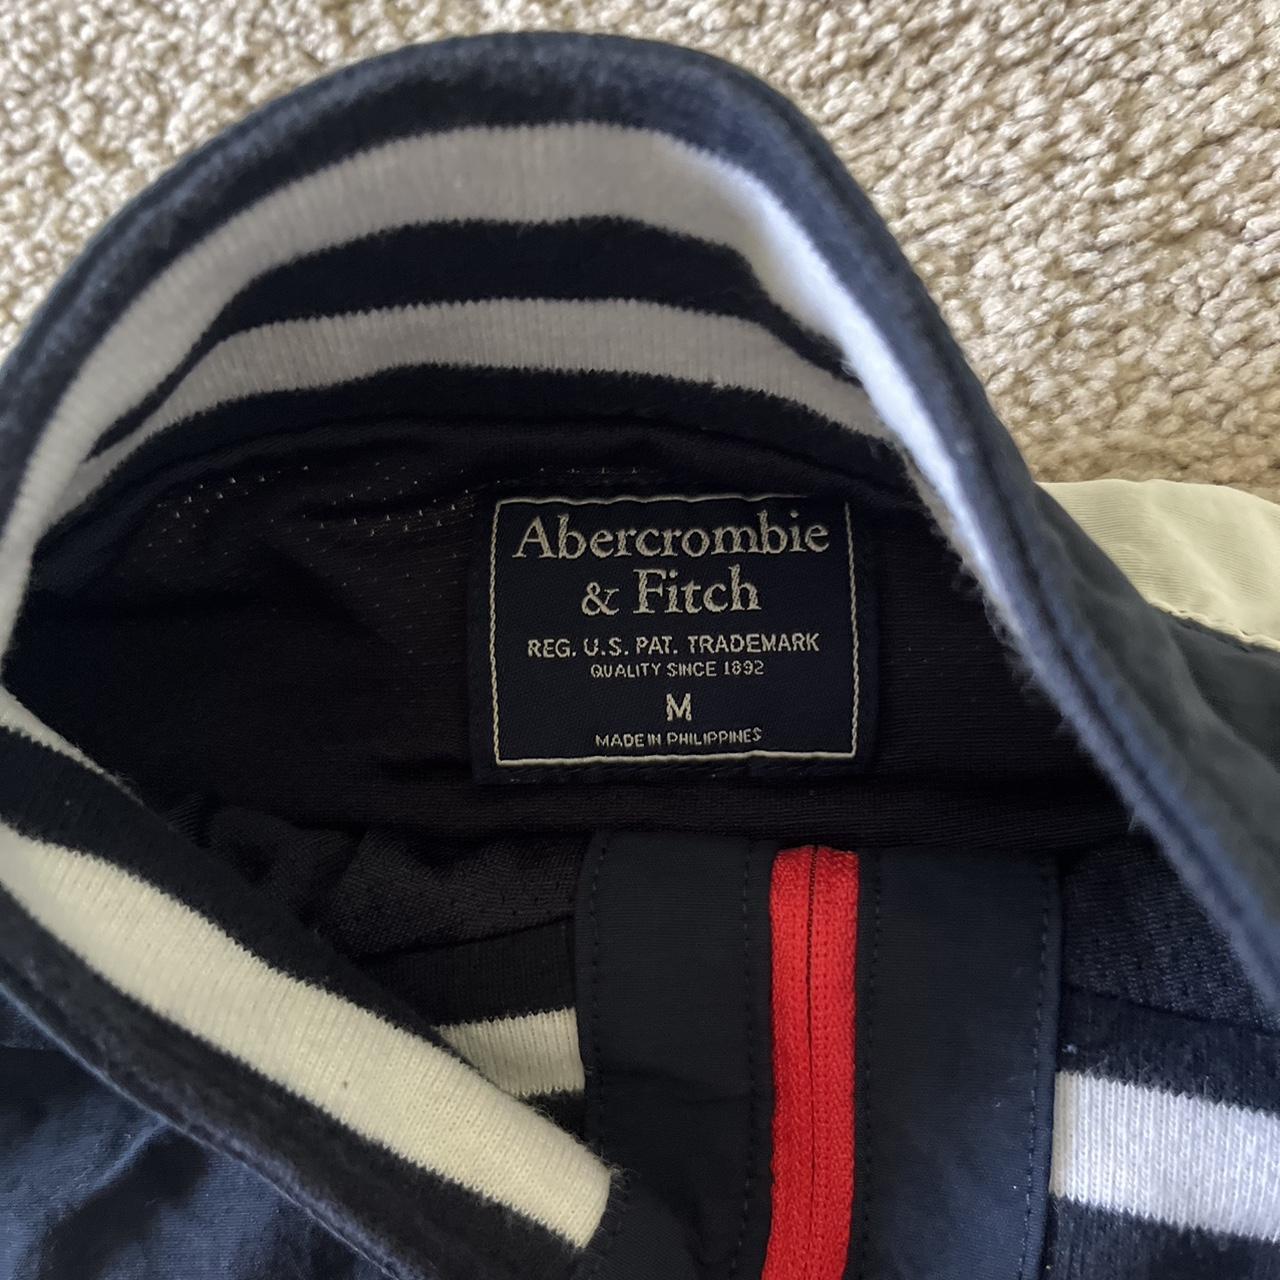 Abercrombie
& Fitch
REG. U.S. PAT. TRADEMARK
QUALITY SINCE 1892
M
MADE IN PHILIPPINES